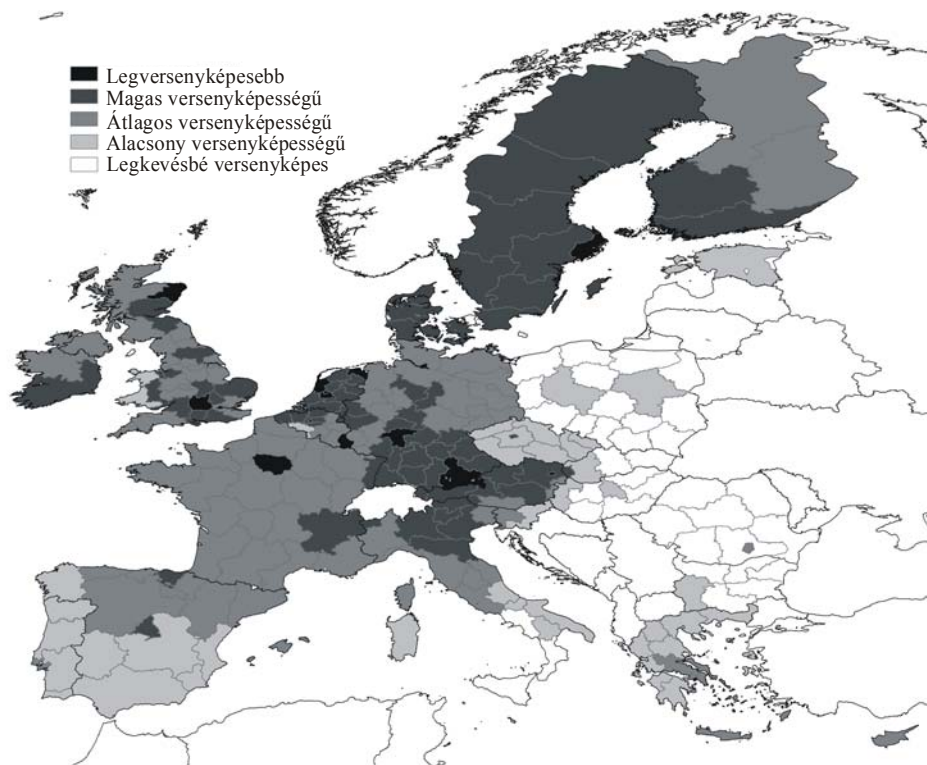 Legversenyképesebb
Magas versenyképességű
Átlagos versenyképességű
Alacsony versenyképességű
Legkevésbé versenyképes